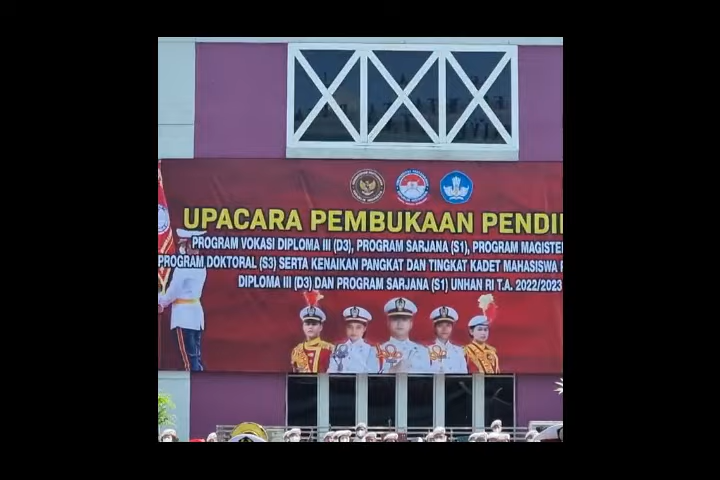 UPACARA PEMBUKAAN PENDI
PROGRAM VOKASI DIPLOMA III (D3), PROGRAM SARJANA (S1), PROGRAM MAGISTE
PROGRAM DOKTORAL (S3) SERTA KENAIKAN PANGKAT DAN TINGKAT KADET MAHASISWA
DIPLOMA III (D3) DAN PROGRAM SARJANA (S1) UNHAN RI T.A. 2022/2023